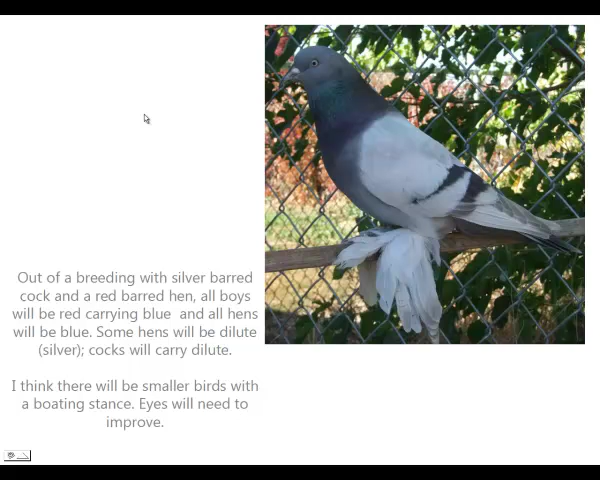 Out of a breeding with silver barred
cock and a red barred hen, all boys
will be red carrying blue and all hens
will be blue. Some hens will be dilute
(silver); cocks will carry dilute.
I think there will be smaller birds with
a boating stance. Eyes will need to
improve.